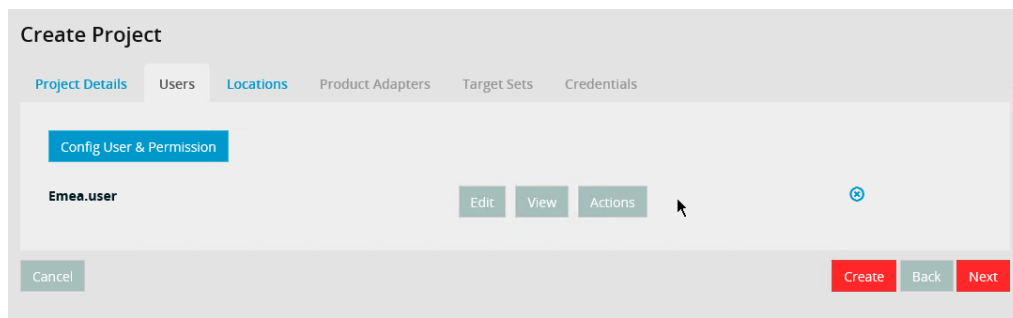 Create Project
Project Details Users Locations Product Adapters Target Sets Credentials
Config User & Permission
Emea.user Edit View Actions
Cancel Create Back Next